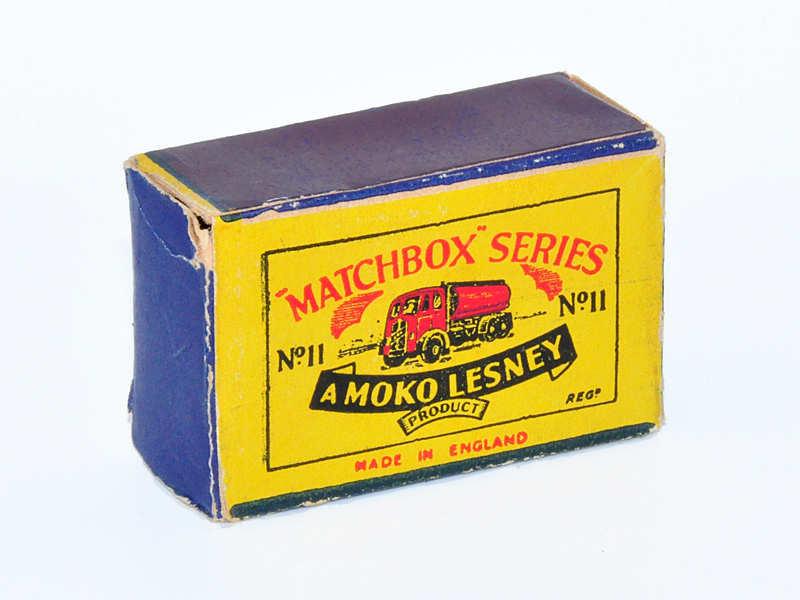 "MATCHBOX" SERIES
Nº11
Nº11
A MOKO LESNEY
PRODUCT
REGD
MADE IN ENGLAND